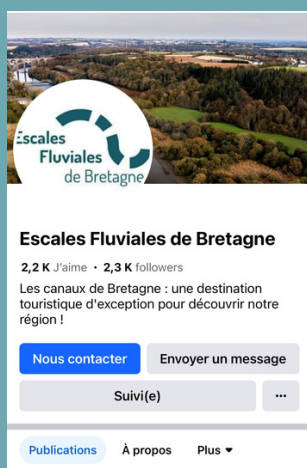 Escales
Fluviales
de Bretagne
Escales Fluviales de Bretagne
2,2 K J'aime • 2,3 K followers
Les canaux de Bretagne : une destination
touristique d'exception pour découvrir notre
région !
Nous contacter Envoyer un message
Suivi(e) ...
Publications À propos Plus ▾